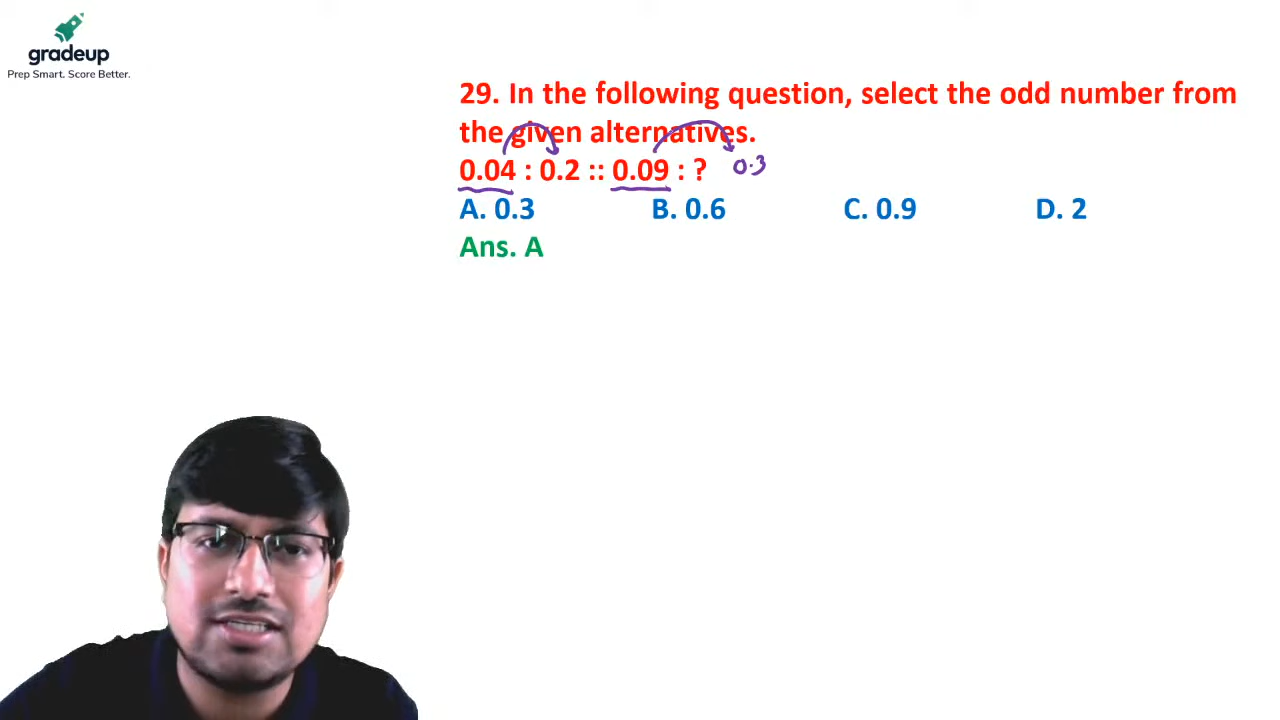 gradeup
Prep Smart. Score Better.
29. In the following question, select the odd number from
the given alternatives.
0.04 : 0.2 :: 0.09 : ? 0.3
A. 0.3 B. 0.6 C. 0.9 D. 2
Ans. A